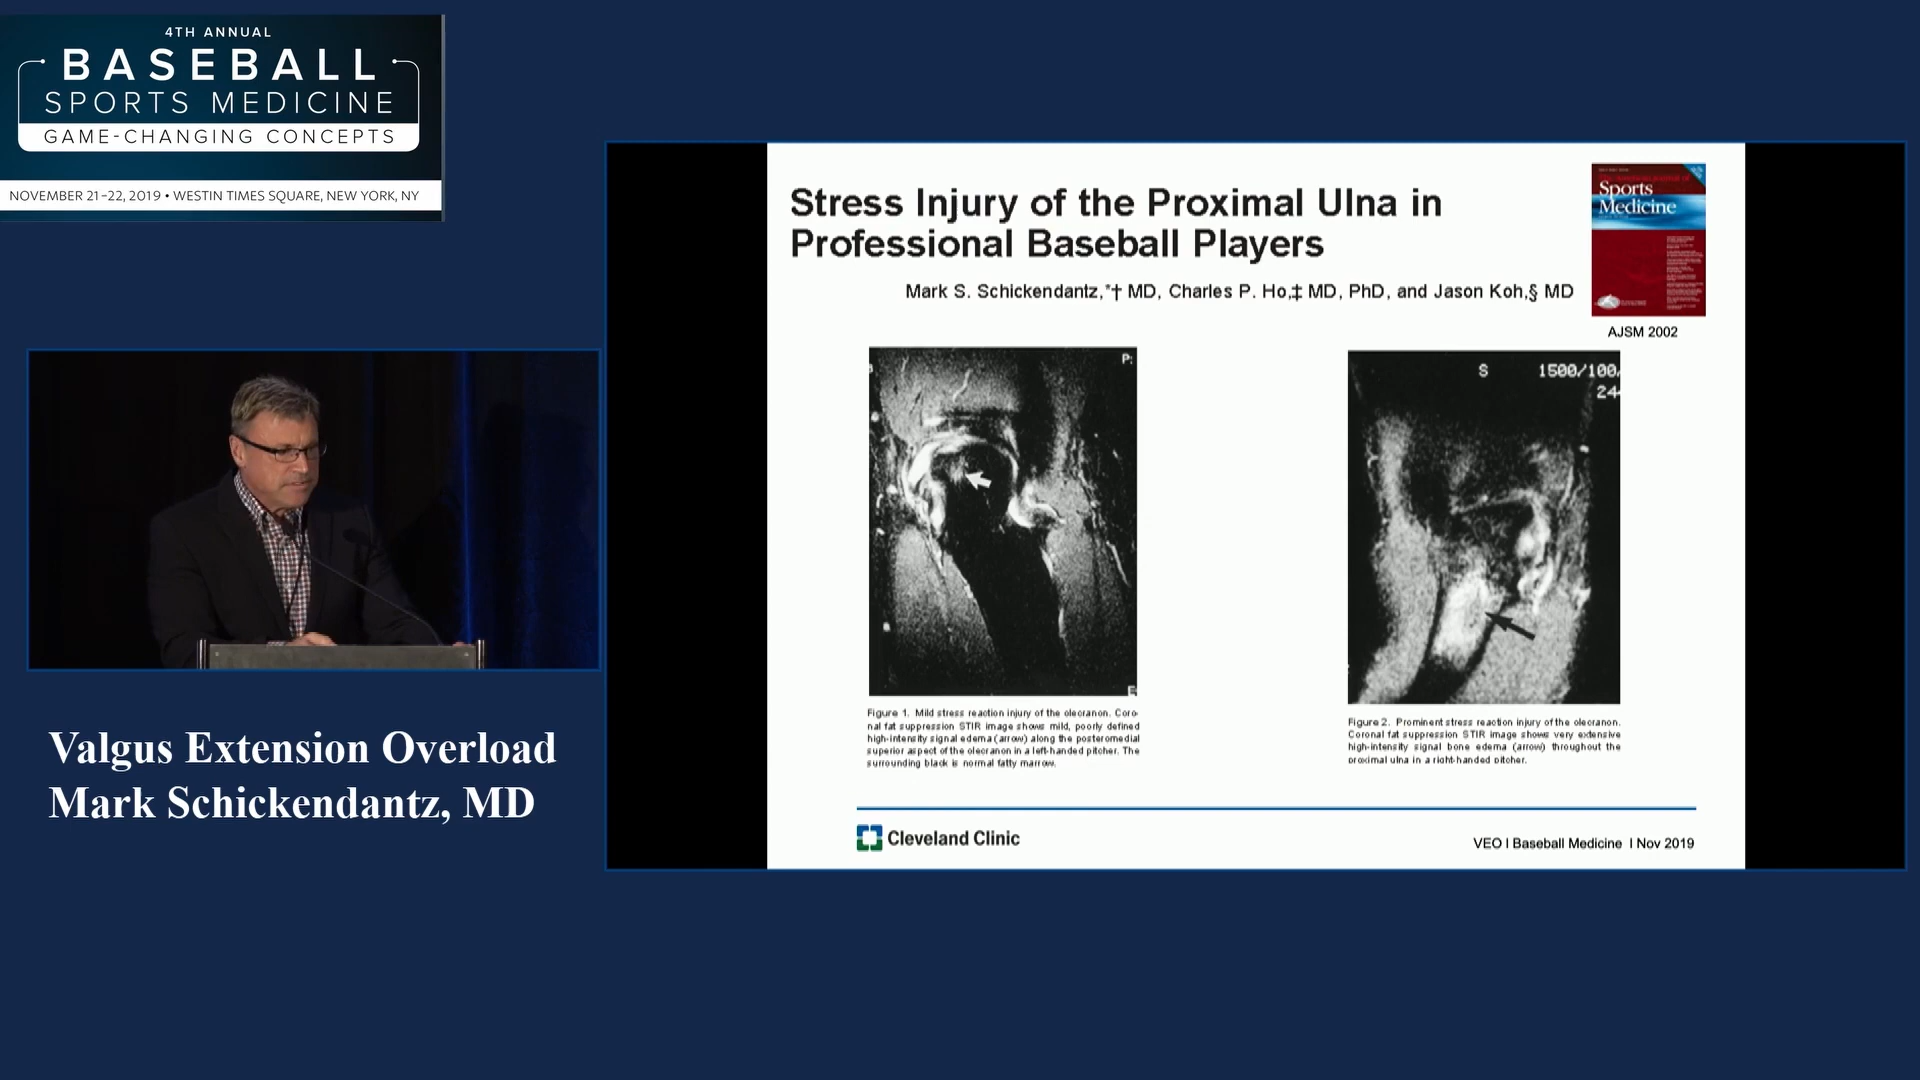 4TH ANNUAL
BASEBALL
SPORTS MEDICINE
GAME-CHANGING CONCEPTS
NOVEMBER 21-22, 2019 • WESTIN TIMES SQUARE, NEW YORK, NY
Stress Injury of the Proximal Ulna in
Professional Baseball Players
Mark S. Schickendantz,*† MD, Charles P. Ho,‡ MD, PhD, and Jason Koh,§ MD
Sports
Medicine
AJSM 2002
P:
S 1500/100
24
Figure 1. Mild stress reaction injury of the olecranon. Coro-
nal fat suppression STIR image shows mild, poorly defined
high-intensity signal edema (arrow) along the posteromedial
superior aspect of the olecranon in a left-handed pitcher. The
surrounding black is normal fatty marrow.
Figure 2. Prominent stress reaction injury of the olecranon.
Coronal fat suppression STIR image shows very extensive
high-intensity signal bone edema (arrow) throughout the
proximal ulna in a right-handed pitcher.
Cleveland Clinic
VEO I Baseball Medicine I Nov 2019
Valgus Extension Overload
Mark Schickendantz, MD